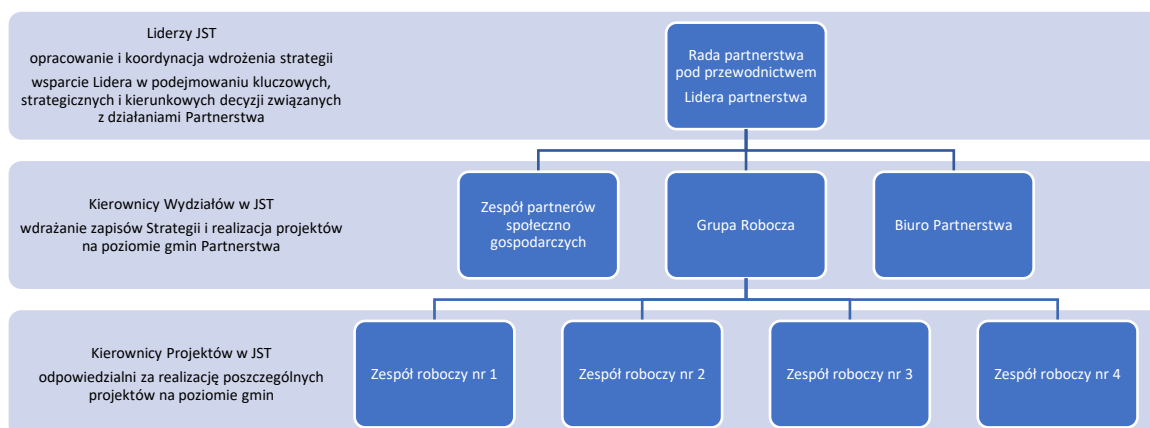 Liderzy JST
opracowanie i koordynacja wdrożenia strategii
wsparcie Lidera w podejmowaniu kluczowych,
strategicznych i kierunkowych decyzji związanych
z działaniami Partnerstwa
Rada partnerstwa
pod przewodnictwem
Lidera partnerstwa
Kierownicy Wydziałów w JST
wdrażanie zapisów Strategii i realizacja projektów
na poziomie gmin Partnerstwa
Zespół partnerów
społeczno
gospodarczych
Grupa Robocza
Biuro Partnerstwa
Kierownicy Projektów w JST
odpowiedzialni za realizację poszczególnych
projektów na poziomie gmin
Zespół roboczy nr 1
Zespół roboczy nr 2
Zespół roboczy nr 3
Zespół roboczy nr 4